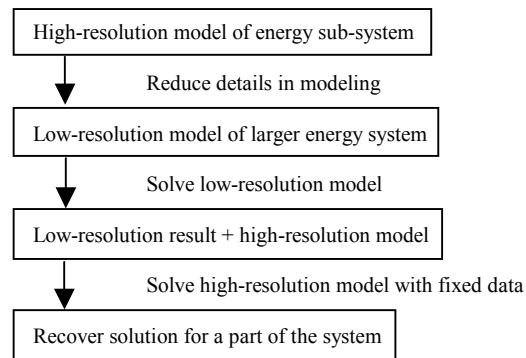 High-resolution model of energy sub-system
Reduce details in modeling
Low-resolution model of larger energy system
Solve low-resolution model
Low-resolution result + high-resolution model
Solve high-resolution model with fixed data
Recover solution for a part of the system